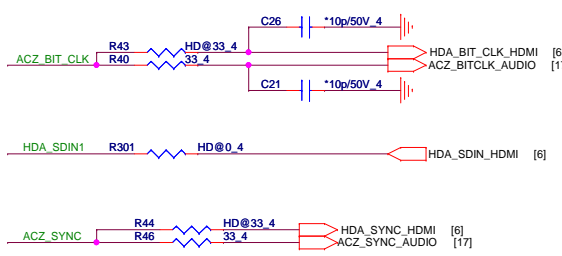 C26 *10p/50V_4
R43 HD@33_4 HDA_BIT_CLK_HDMI [6
ACZ_BIT_CLK R40 33_4 ACZ_BITCLK_AUDIO [1
C21 *10p/50V_4
HDA_SDIN1 R301 HD@0_4 HDA_SDIN_HDMI [6]
R44 HD@33_4 HDA_SYNC_HDMI [6]
ACZ_SYNC R46 33_4 ACZ_SYNC_AUDIO [17]